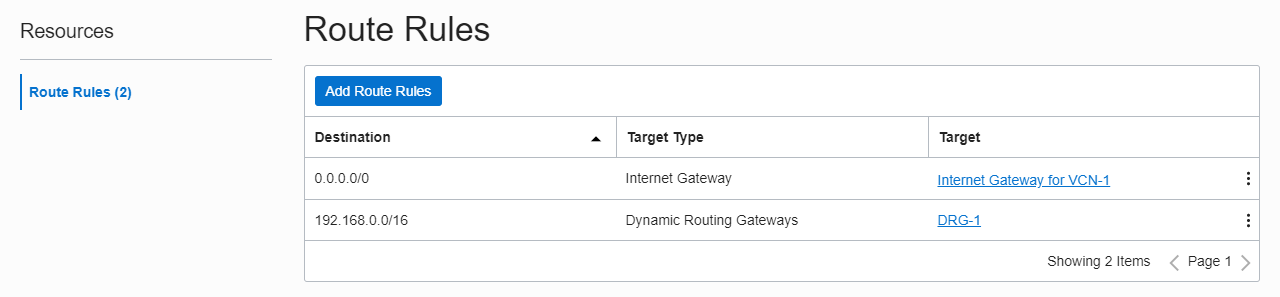 Resources
Route Rules (2)
Route Rules
Add Route Rules
Destination Target Type Target
0.0.0.0/0 Internet Gateway Internet Gateway for VCN-1
192.168.0.0/16 Dynamic Routing Gateways DRG-1
Showing 2 Items Page 1